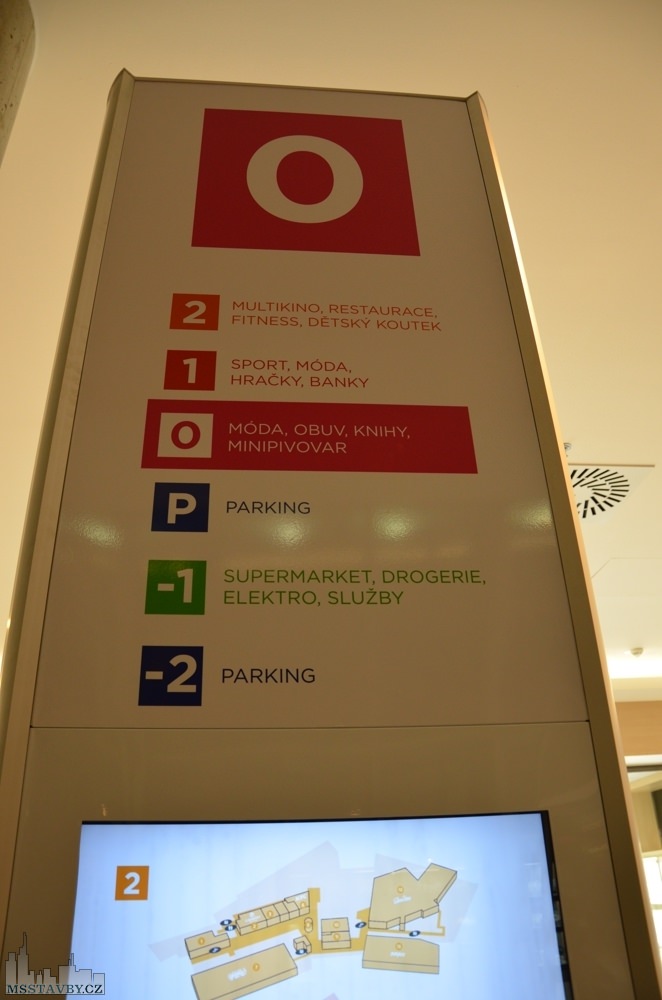 0
2 MULTIKINO, RESTAURACE,
FITNESS, DĚTSKÝ KOUTEK
1 SPORT, MÓDA,
HRAČKY, BANKY
0 MÓDA, OBUV, KNIHY,
MINIPIVOVAR
P PARKING
-1 SUPERMARKET, DROGERIE,
ELEKTRO, SLUŽBY
-2 PARKING
2
MSSTAVBY.CZ